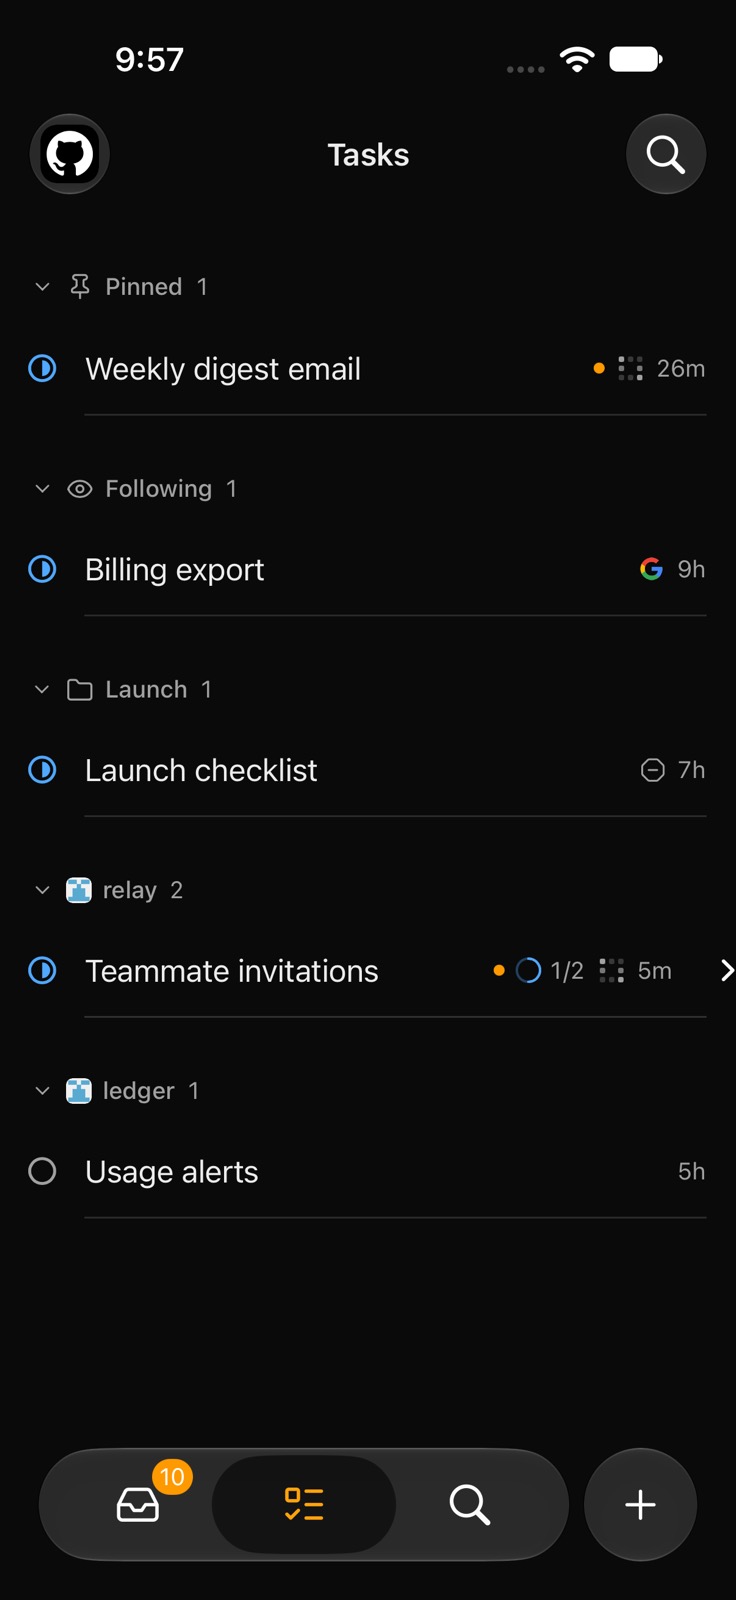 9:57
Tasks
Pinned 1
Weekly digest email 26m
Following 1
Billing export 9h
Launch 1
Launch checklist 7h
relay 2
Teammate invitations 1/2 5m
ledger 1
Usage alerts 5h
10